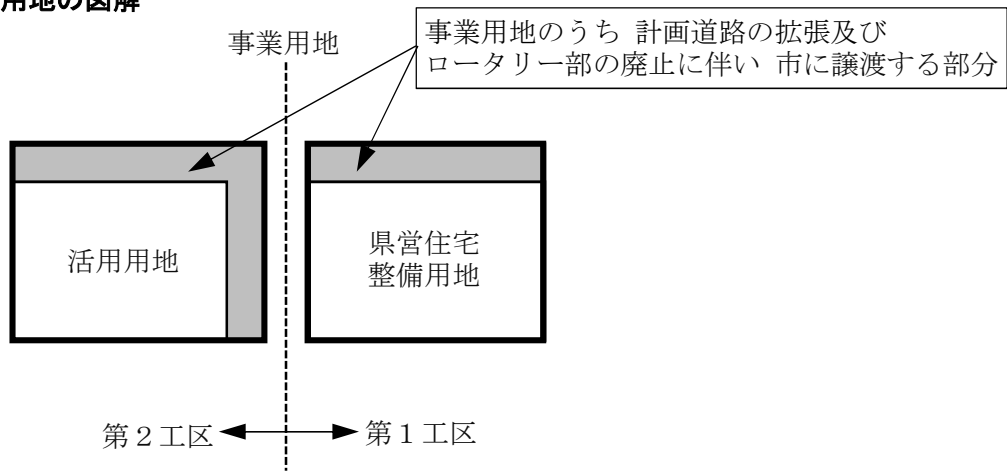 用地の図解
事業用地
事業用地のうち 計画道路の拡張及び
ロータリー部の廃止に伴い 市に譲渡する部分
活用用地
県営住宅
整備用地
第２工区
第１工区